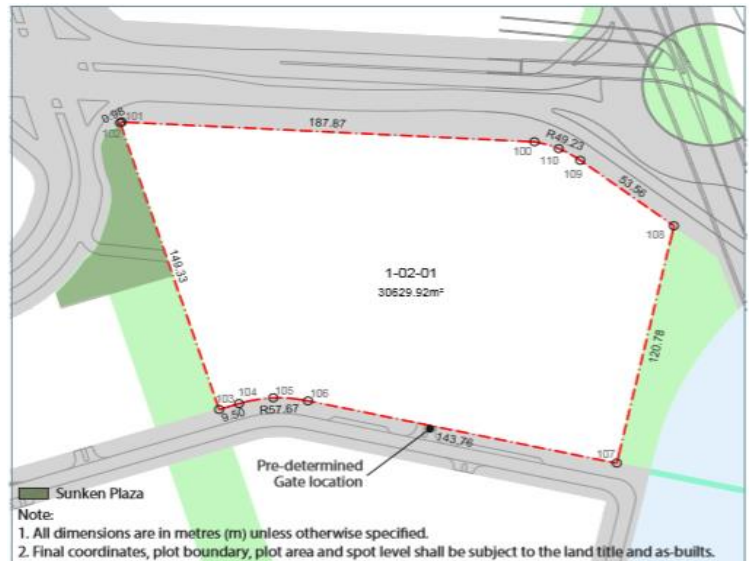 0.98 101
102
187.87
R49.23
100
110
109
53.56
108
149.33
1-02-01
30629.92m²
120.78
103 104 105 106
9.50 R57.67
143.76
107
Pre-determined
Gate location
Sunken Plaza
Note:
1. All dimensions are in metres (m) unless otherwise specified.
2. Final coordinates, plot boundary, plot area and spot level shall be subject to the land title and as-builts.